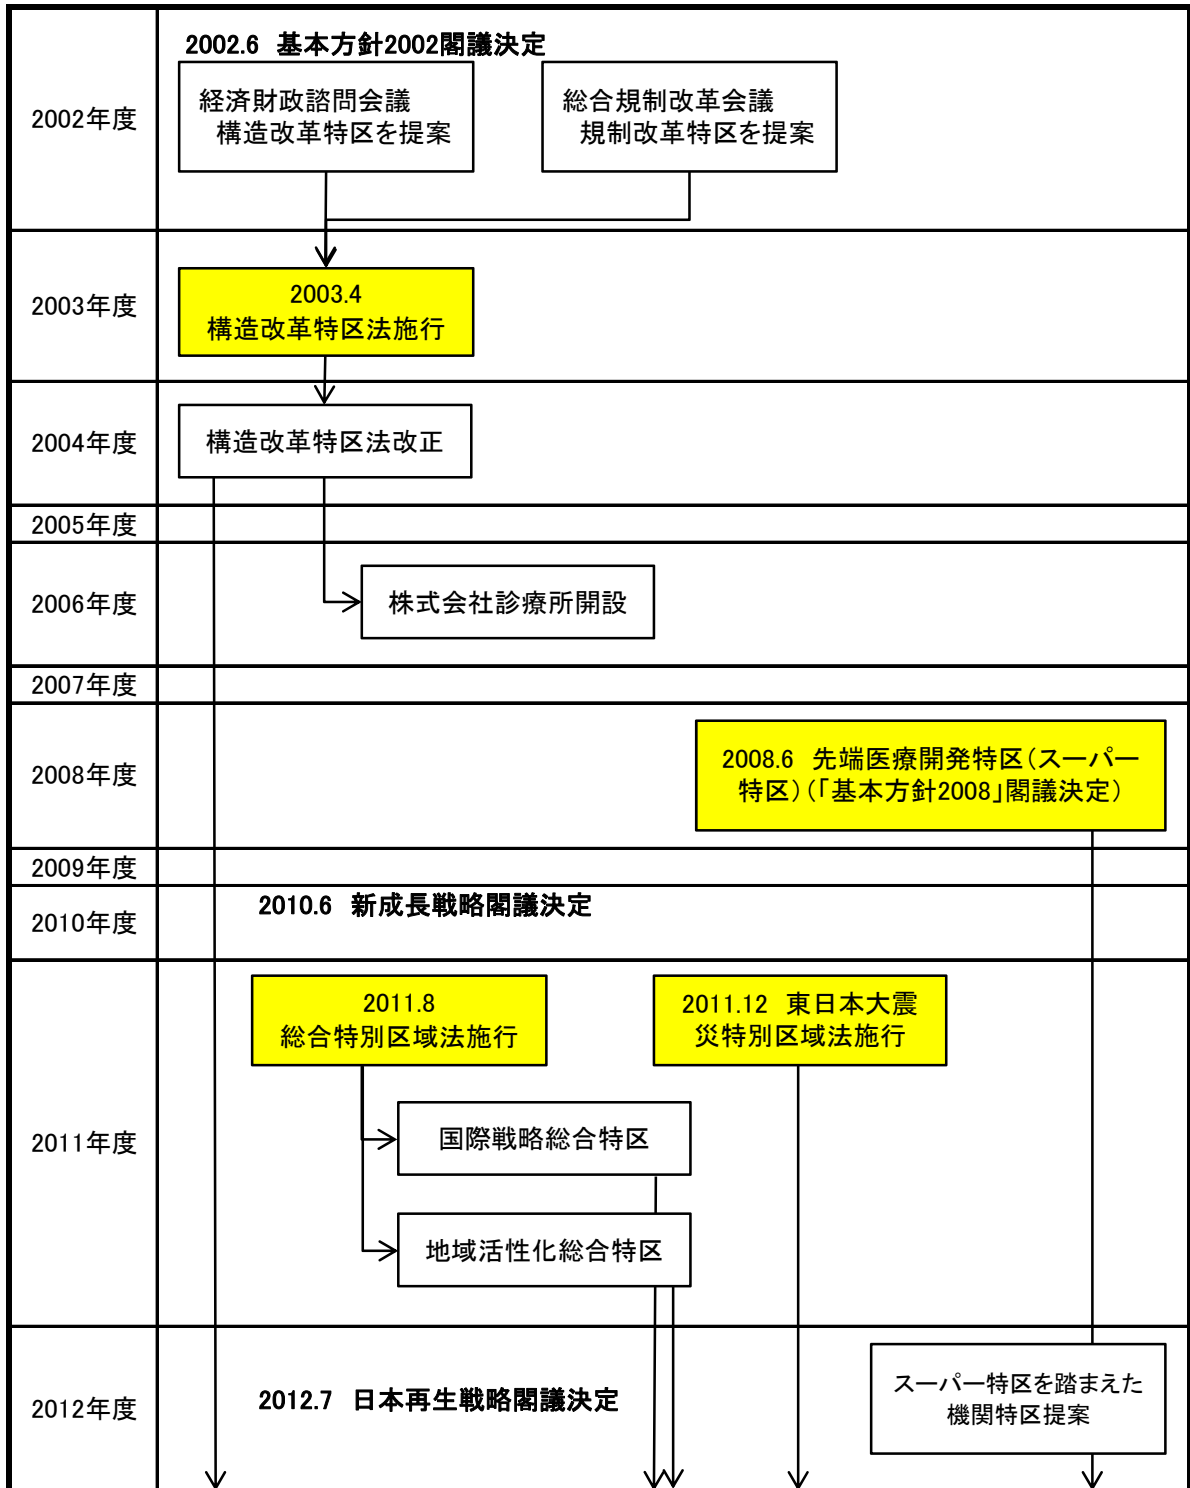 2002年度
2002.6 基本方針2002閣議決定
経済財政諮問会議
構造改革特区を提案
総合規制改革会議
規制改革特区を提案
2003年度
2003.4
構造改革特区法施行
2004年度
構造改革特区法改正
2005年度
2006年度
株式会社診療所開設
2007年度
2008年度
2008.6 先端医療開発特区(スーパー
特区)(「基本方針2008」閣議決定)
2009年度
2010年度
2010.6 新成長戦略閣議決定
2011年度
2011.8
総合特別区域法施行
2011.12 東日本大震
災特別区域法施行
国際戦略総合特区
地域活性化総合特区
2012年度
2012.7 日本再生戦略閣議決定
スーパー特区を踏まえた
機関特区提案